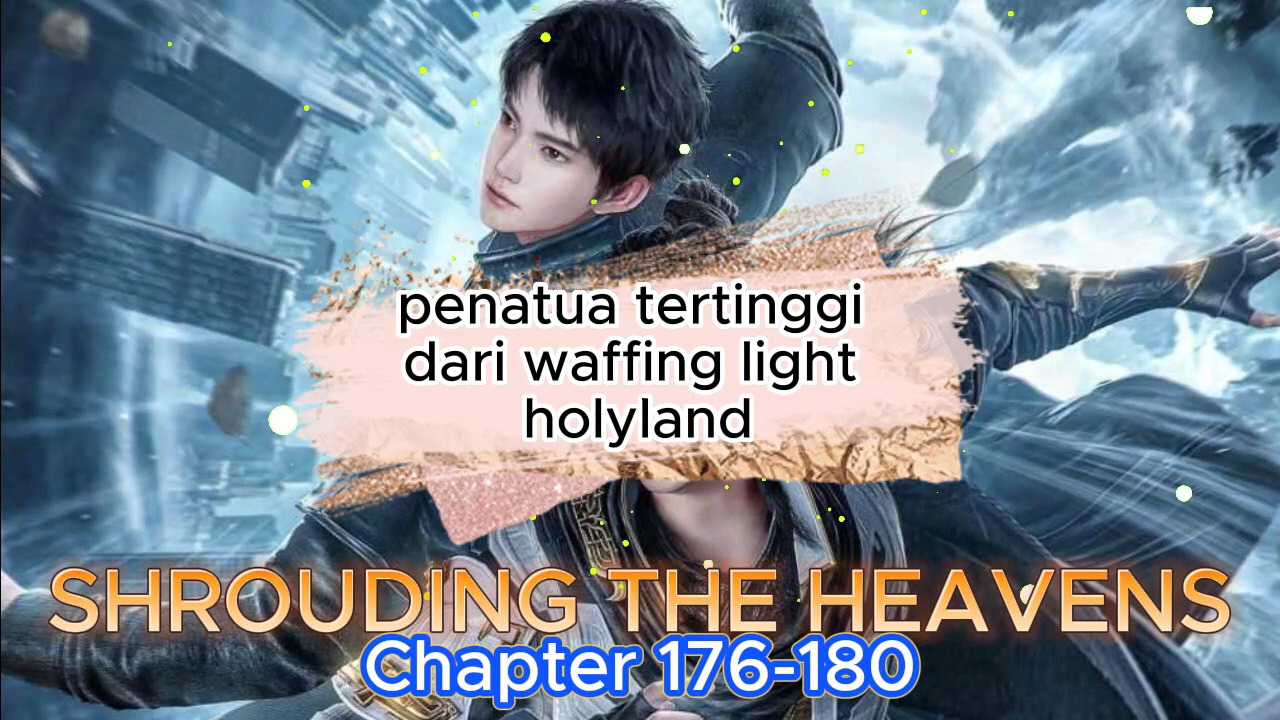 penatua tertinggi
dari waffing light
holyland
SHROUDING THE HEAVENS
Chapter 176-180